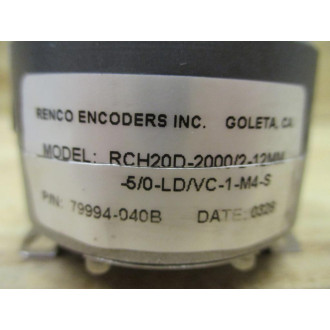 RENCO ENCODERS INC. GOLETA, CA.
MODEL: RCH20D-2000/2-12MM
-5/0-LD/VC-1-M4-S
P/N: 79994-040B DATE: 0328